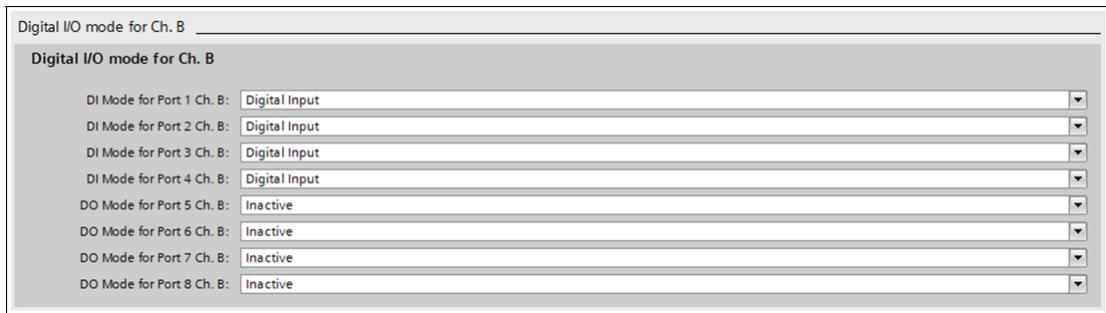 Digital I/O mode for Ch. B
Digital I/O mode for Ch. B
DI Mode for Port 1 Ch. B: Digital Input
DI Mode for Port 2 Ch. B: Digital Input
DI Mode for Port 3 Ch. B: Digital Input
DI Mode for Port 4 Ch. B: Digital Input
DO Mode for Port 5 Ch. B: Inactive
DO Mode for Port 6 Ch. B: Inactive
DO Mode for Port 7 Ch. B: Inactive
DO Mode for Port 8 Ch. B: Inactive